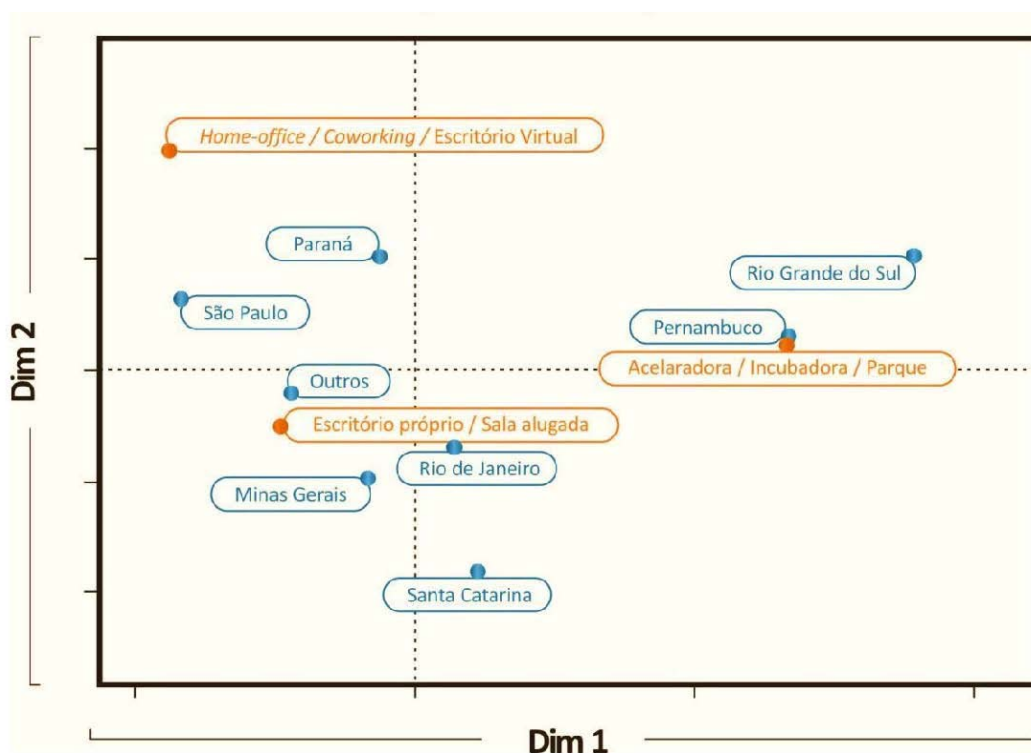 Home-office / Coworking / Escritório Virtual
Paraná
Rio Grande do Sul
São Paulo
Pernambuco
Acelaradora / Incubadora / Parque
Outros
Escritório próprio / Sala alugada
Rio de Janeiro
Minas Gerais
Santa Catarina
Dim 2
Dim 1